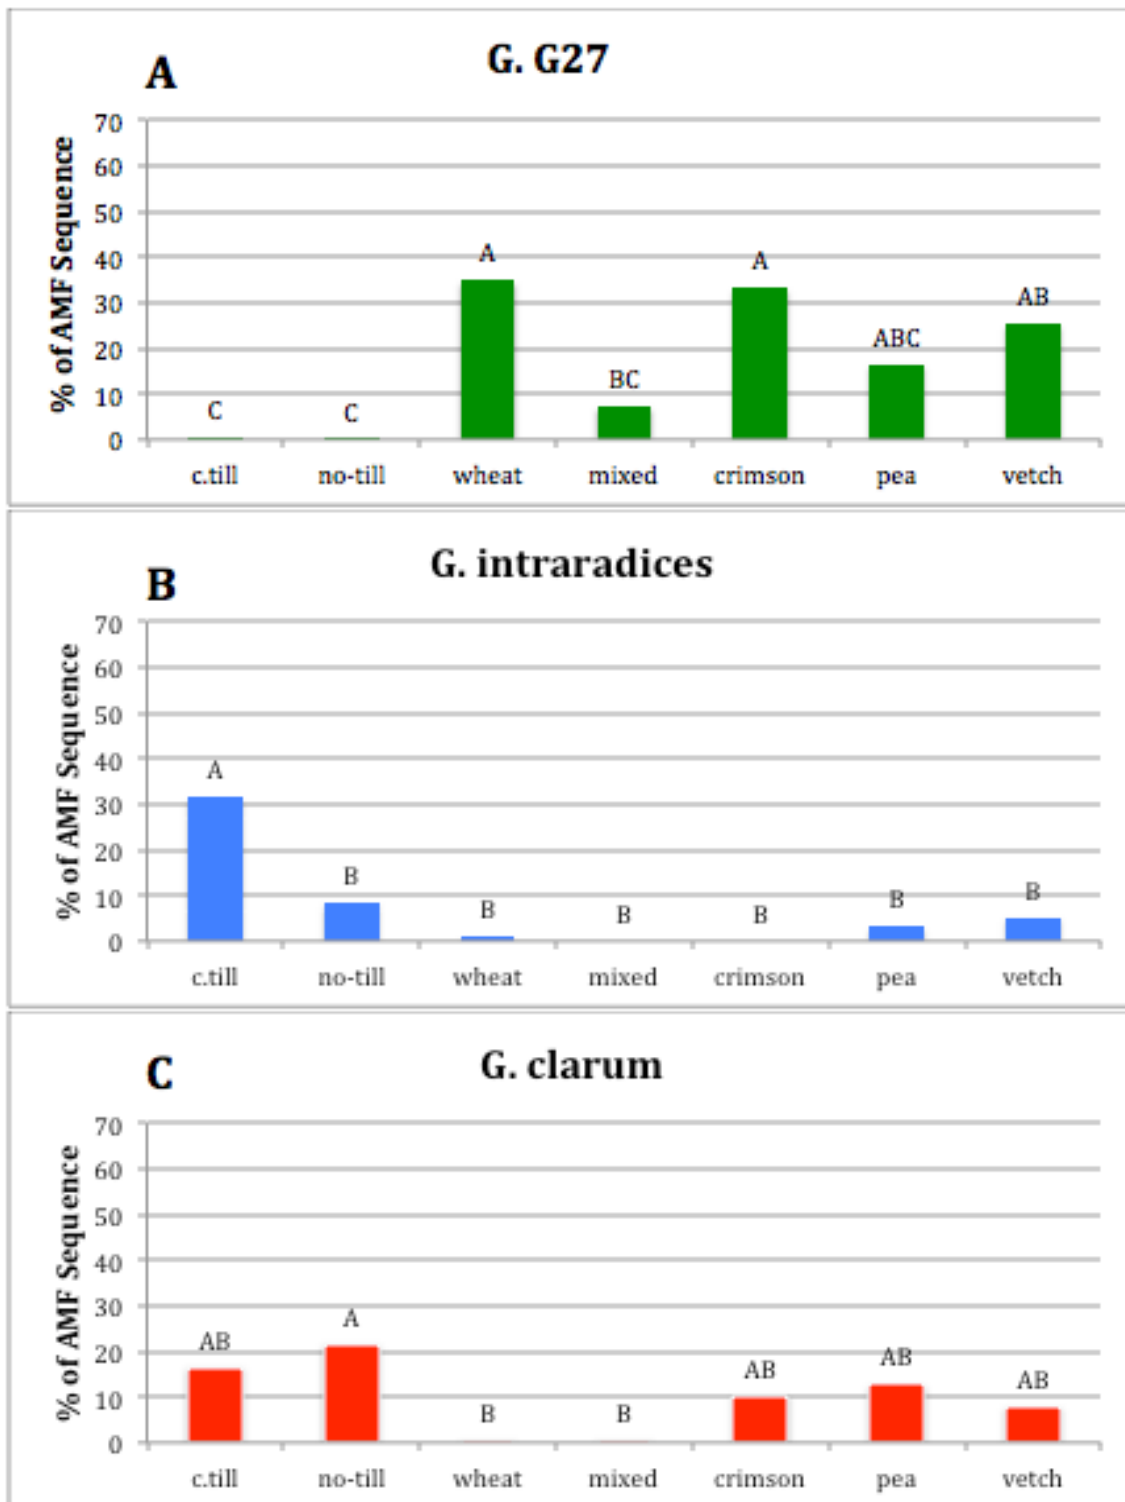 A
G. G27
% of AMF Sequence
70
60
50
40
30
20
10
0
C
C
A
BC
A
ABC
AB
c.till no-till wheat mixed crimson pea vetch
B
G. intraradices
% of AMF Sequence
70
60
50
40
30
20
10
0
A
B
B
B
B
B
B
c.till no-till wheat mixed crimson pea vetch
C
G. clarum
% of AMF Sequence
70
60
50
40
30
20
10
0
AB
A
B
B
AB
AB
AB
c.till no-till wheat mixed crimson pea vetch